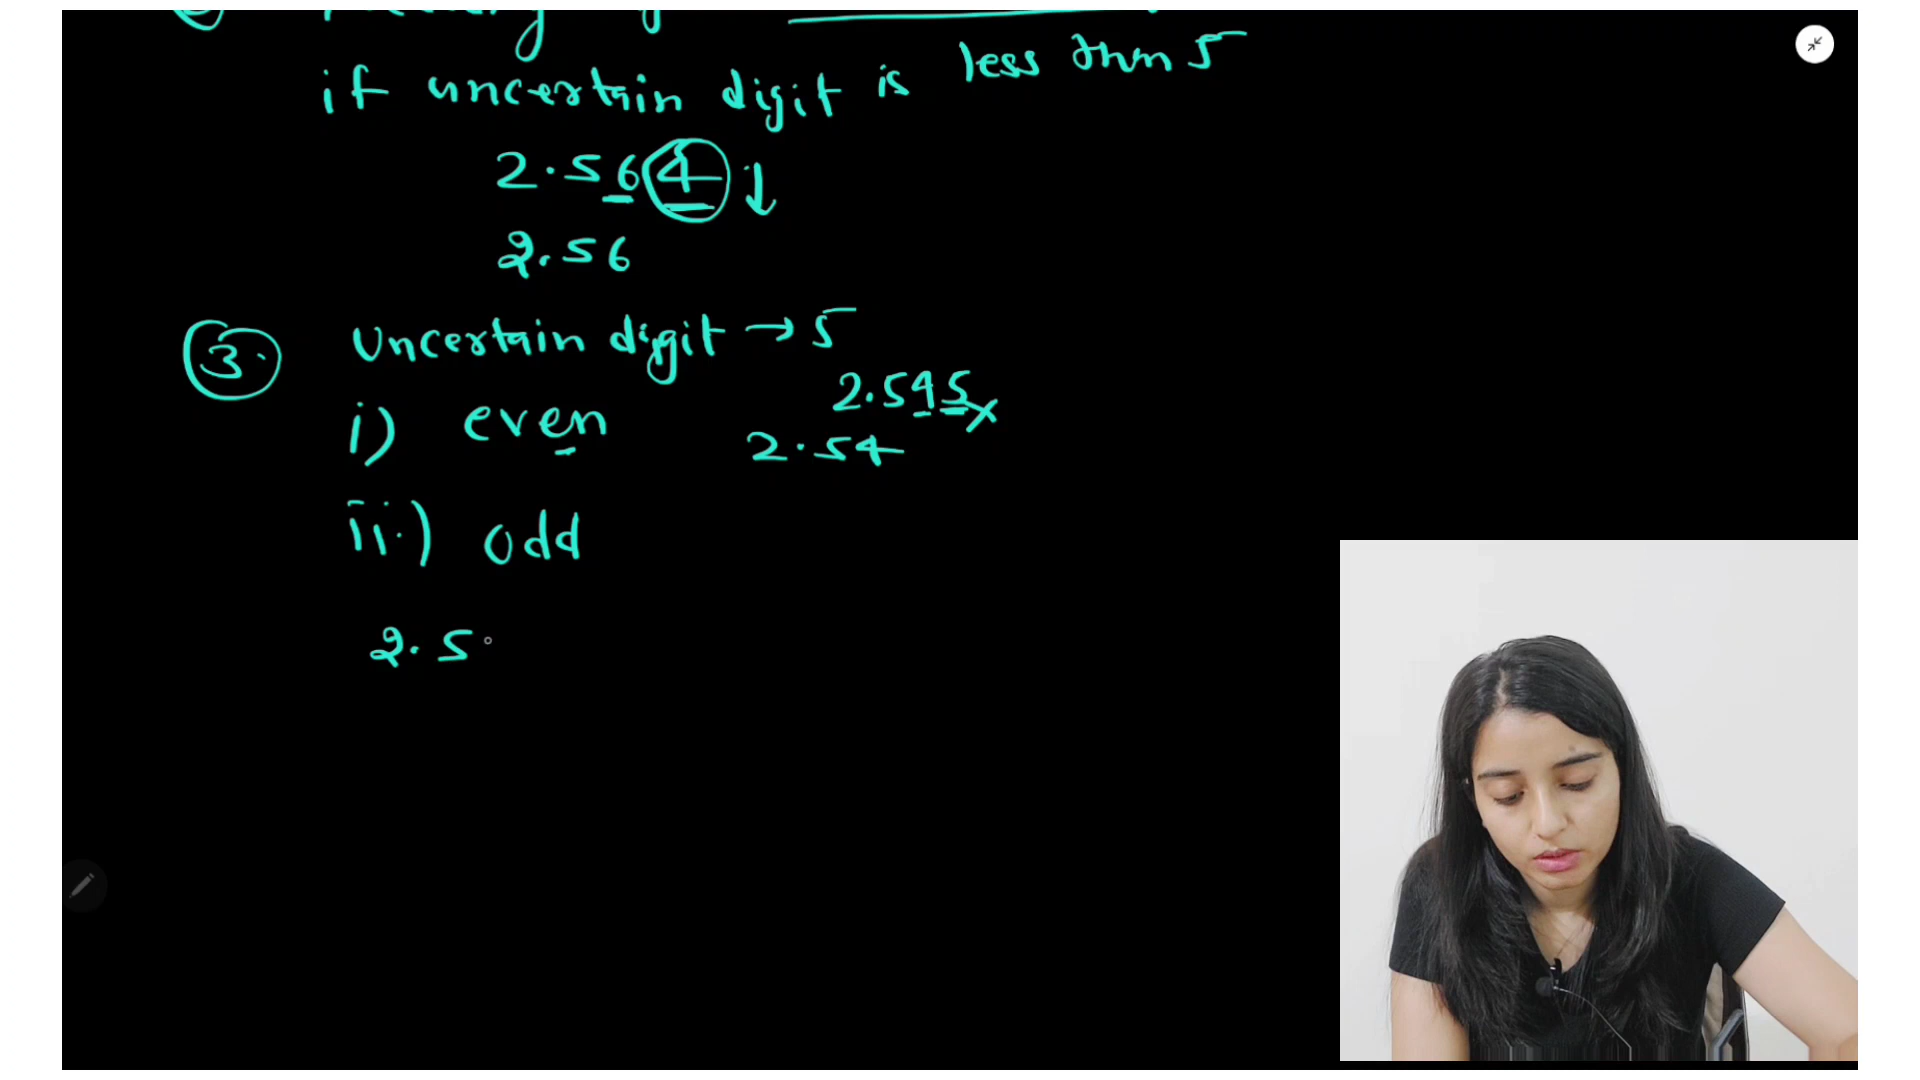 if uncertain digit is less than 5
2.564 ↓
2.56
3. Uncertain digit → 5
i) even 2.545 x
2.54
ii.) odd
2.5